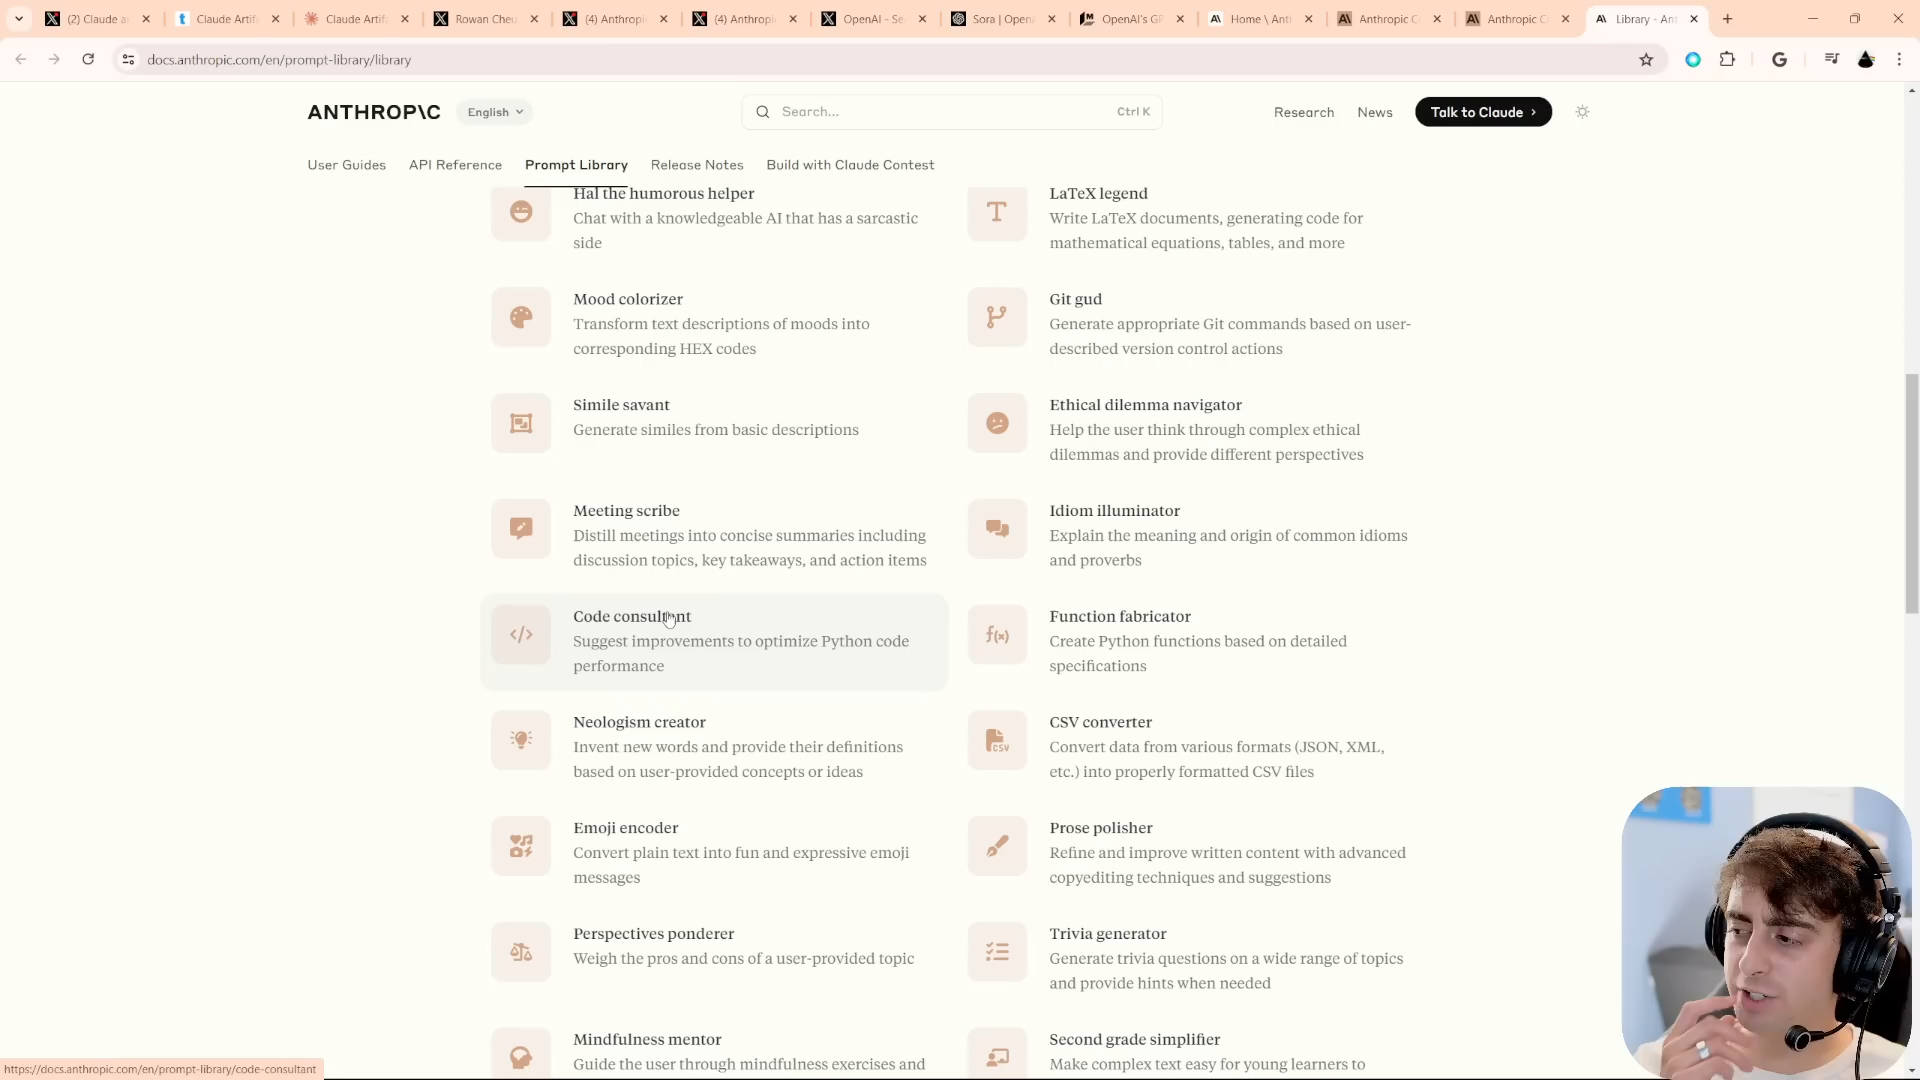 (2) Claude a
Claude Artif
Claude Artifa
Rowan Cheu
(4) Anthropi
(4) Anthropic
OpenAI - Se
Sora | Open
OpenAI's GP
Home \ Ant
Anthropic C
Anthropic C
Library - Ant
docs.anthropic.com/en/prompt-library/library
ANTHROP\C
English
Search...
Ctrl K
Research
News
Talk to Claude ›
User Guides
API Reference
Prompt Library
Release Notes
Build with Claude Contest
Hal the humorous helper
Chat with a knowledgeable AI that has a sarcastic
side
LaTeX legend
Write LaTeX documents, generating code for
mathematical equations, tables, and more
Mood colorizer
Transform text descriptions of moods into
corresponding HEX codes
Git gud
Generate appropriate Git commands based on user-
described version control actions
Simile savant
Generate similes from basic descriptions
Ethical dilemma navigator
Help the user think through complex ethical
dilemmas and provide different perspectives
Meeting scribe
Distill meetings into concise summaries including
discussion topics, key takeaways, and action items
Idiom illuminator
Explain the meaning and origin of common idioms
and proverbs
</>
Code consultant
Suggest improvements to optimize Python code
performance
f(x)
Function fabricator
Create Python functions based on detailed
specifications
Neologism creator
Invent new words and provide their definitions
based on user-provided concepts or ideas
CSV
CSV converter
Convert data from various formats (JSON, XML,
etc.) into properly formatted CSV files
Emoji encoder
Convert plain text into fun and expressive emoji
messages
Prose polisher
Refine and improve written content with advanced
copyediting techniques and suggestions
Perspectives ponderer
Weigh the pros and cons of a user-provided topic
Trivia generator
Generate trivia questions on a wide range of topics
and provide hints when needed
Mindfulness mentor
Guide the user through mindfulness exercises and
Second grade simplifier
Make complex text easy for young learners to
https://docs.anthropic.com/en/prompt-library/code-consultant